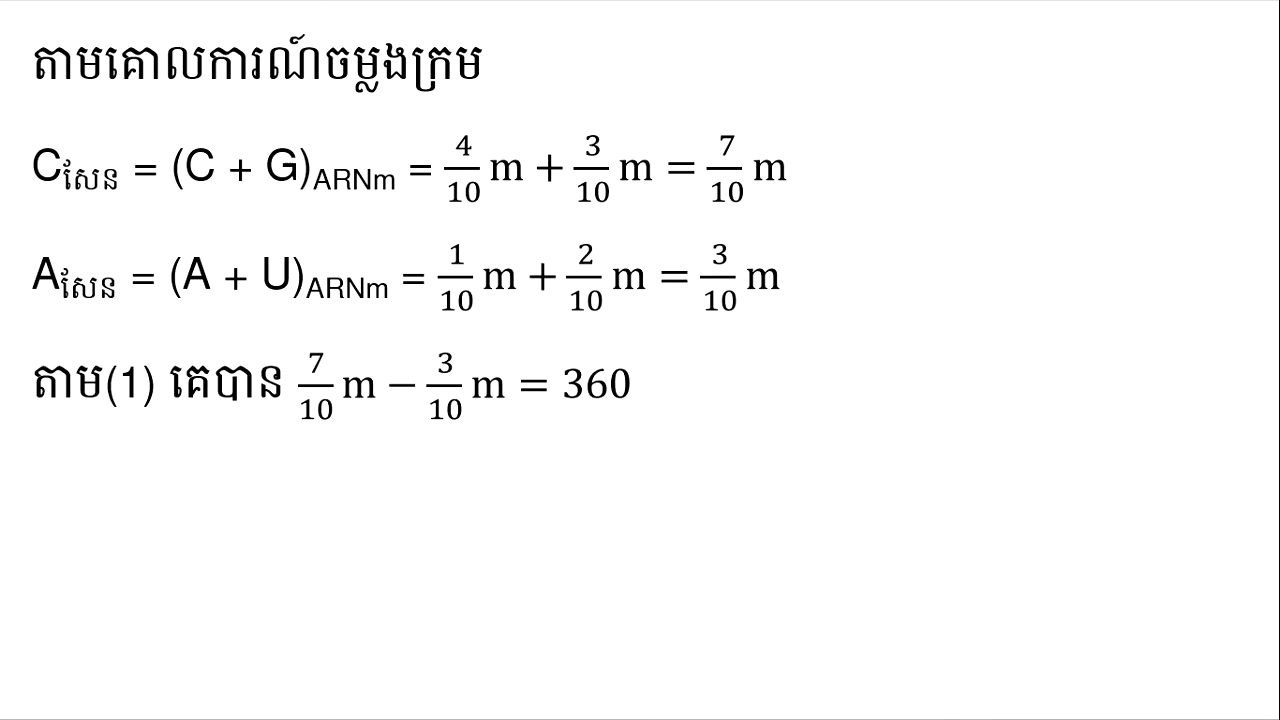 តាមគោលការណ៍ចម្លងក្រម
Cសែន = (C + G)ARNm = 4/10 m + 3/10 m = 7/10 m
Aសែន = (A + U)ARNm = 1/10 m + 2/10 m = 3/10 m
តាម(1) គេបាន 7/10 m − 3/10 m = 360